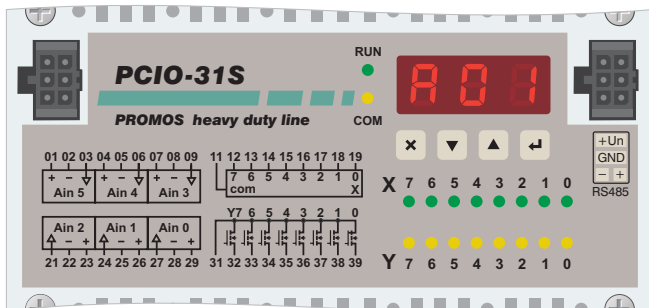 RUN
PCIO-31S
A01
COM
PROMOS heavy duty line
+Un
GND
− +
RS485
01 02 03 04 05 06 07 08 09
+ − + − + −
Ain 5 Ain 4 Ain 3
11 12 13 14 15 16 17 18 19
7 6 5 4 3 2 1 0
com X
X 7 6 5 4 3 2 1 0
Ain 2 Ain 1 Ain 0
− + − + − +
21 22 23 24 25 26 27 28 29
Y7 6 5 4 3 2 1 0
31 32 33 34 35 36 37 38 39
Y 7 6 5 4 3 2 1 0